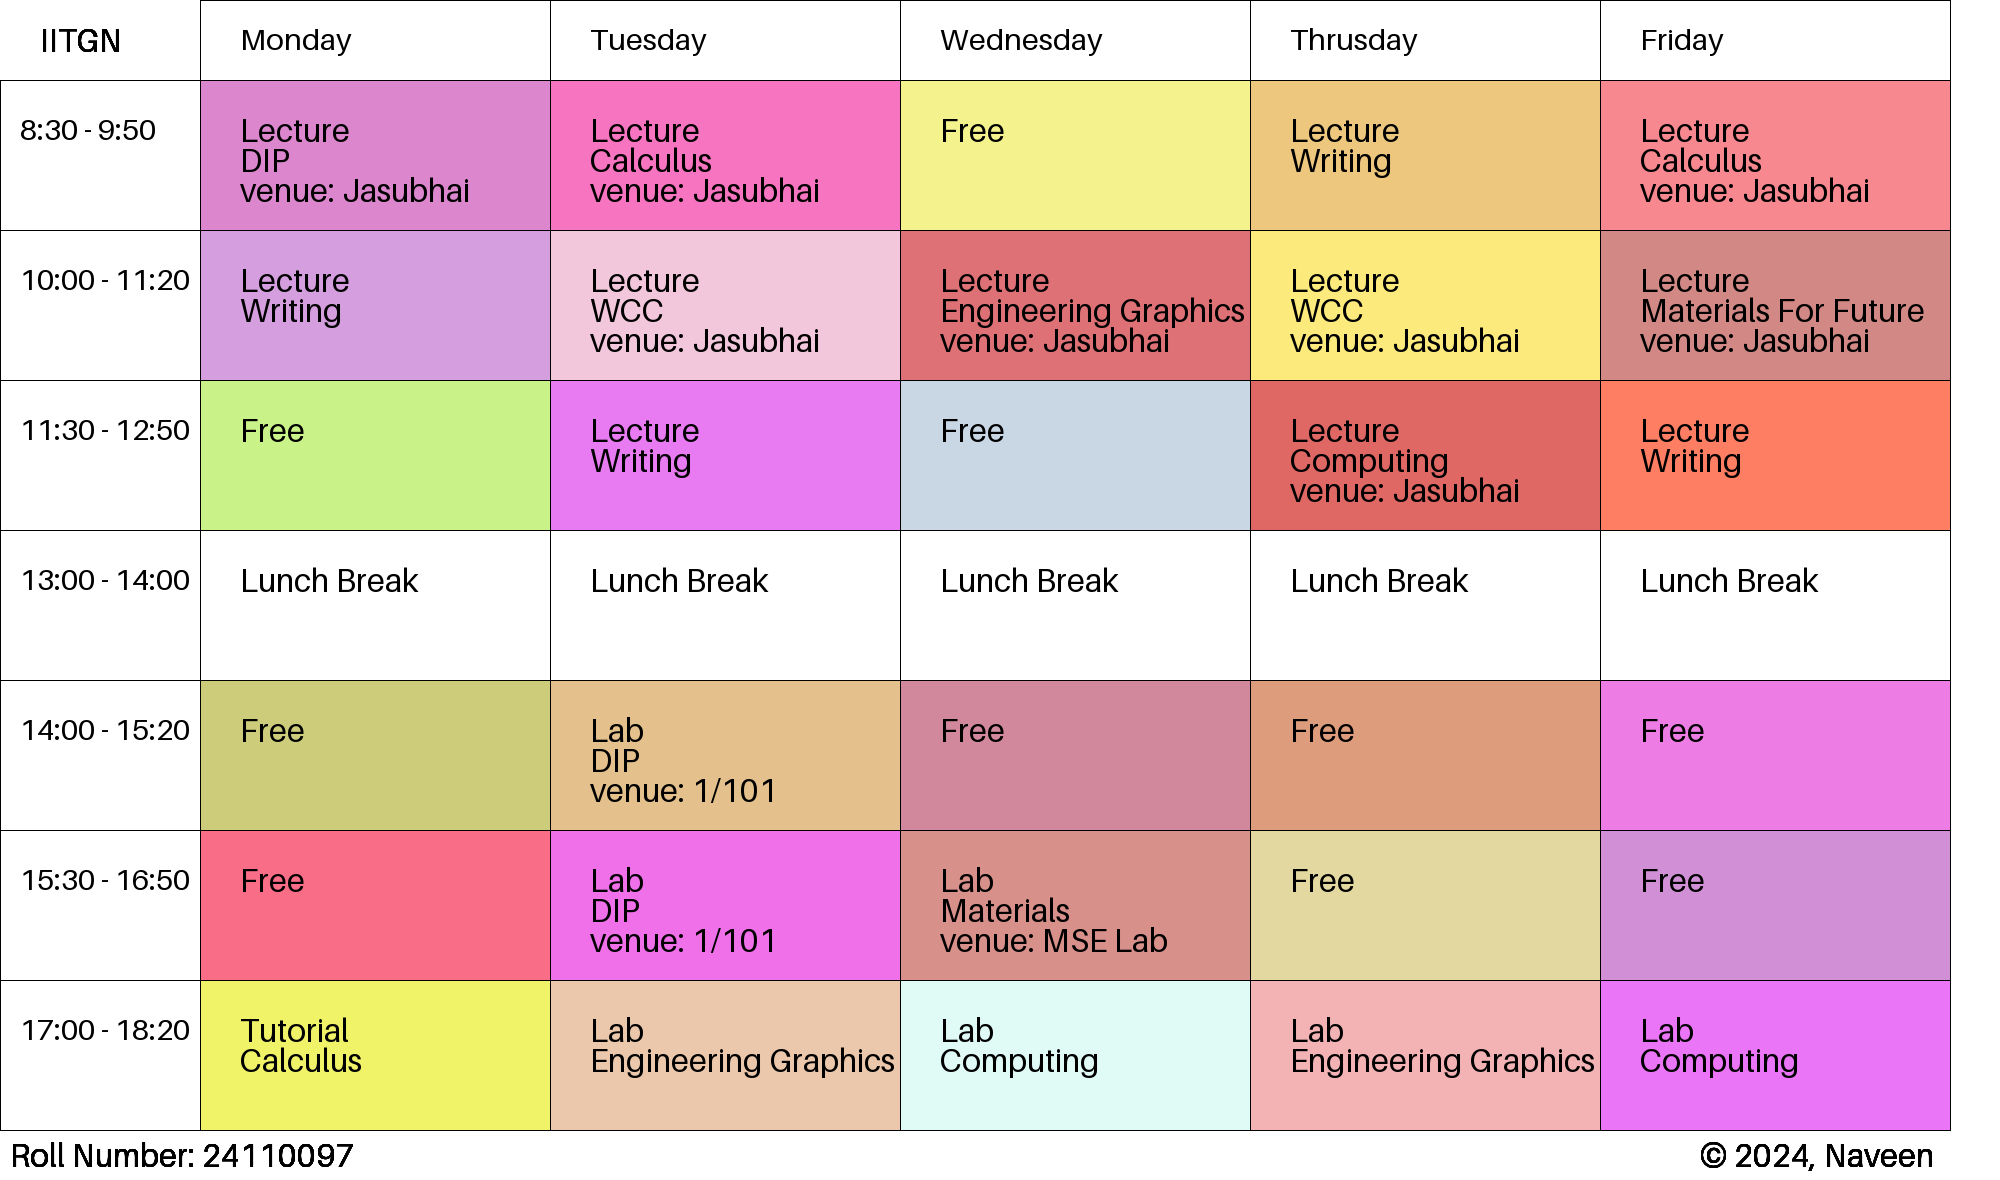 IITGN Monday Tuesday Wednesday Thrusday Friday
8:30 - 9:50
Lecture
DIP
venue: Jasubhai
Lecture
Calculus
venue: Jasubhai
Free
Lecture
Writing
Lecture
Calculus
venue: Jasubhai
10:00 - 11:20
Lecture
Writing
Lecture
WCC
venue: Jasubhai
Lecture
Engineering Graphics
venue: Jasubhai
Lecture
WCC
venue: Jasubhai
Lecture
Materials For Future
venue: Jasubhai
11:30 - 12:50
Free
Lecture
Writing
Free
Lecture
Computing
venue: Jasubhai
Lecture
Writing
13:00 - 14:00
Lunch Break
Lunch Break
Lunch Break
Lunch Break
Lunch Break
14:00 - 15:20
Free
Lab
DIP
venue: 1/101
Free
Free
Free
15:30 - 16:50
Free
Lab
DIP
venue: 1/101
Lab
Materials
venue: MSE Lab
Free
Free
17:00 - 18:20
Tutorial
Calculus
Lab
Engineering Graphics
Lab
Computing
Lab
Engineering Graphics
Lab
Computing
Roll Number: 24110097
© 2024, Naveen